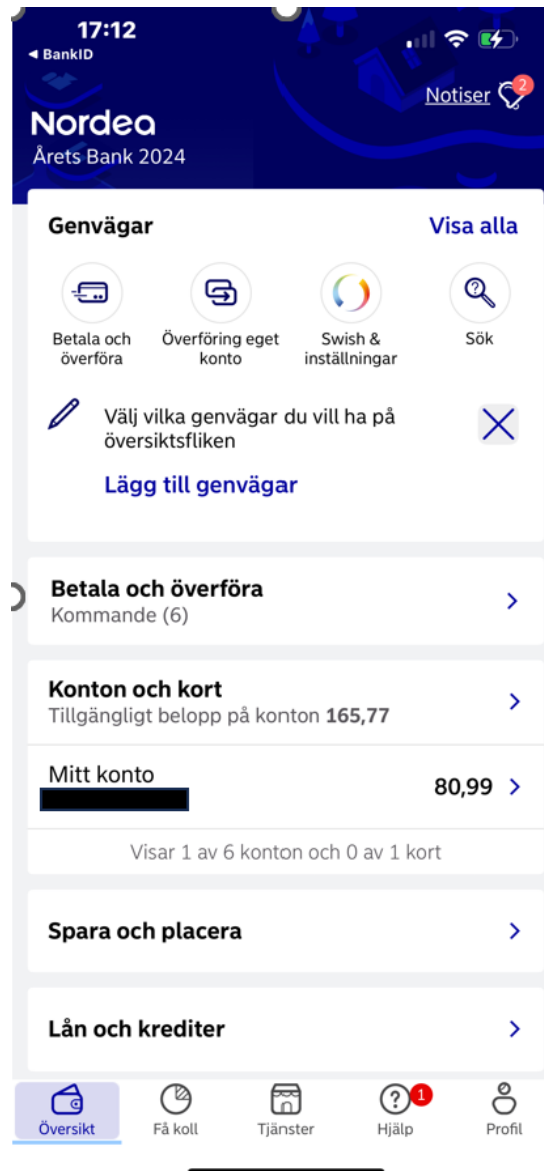 17:12
◀ BankID
Notiser
2
Nordea
Årets Bank 2024
Genvägar
Visa alla
Betala och
överföra
Överföring eget
konto
Swish &
inställningar
Sök
Välj vilka genvägar du vill ha på
översiktsfliken
Lägg till genvägar
Betala och överföra
Kommande (6)
Konton och kort
Tillgängligt belopp på konton 165,77
Mitt konto
80,99
Visar 1 av 6 konton och 0 av 1 kort
Spara och placera
Lån och krediter
1
Översikt
Få koll
Tjänster
Hjälp
Profil